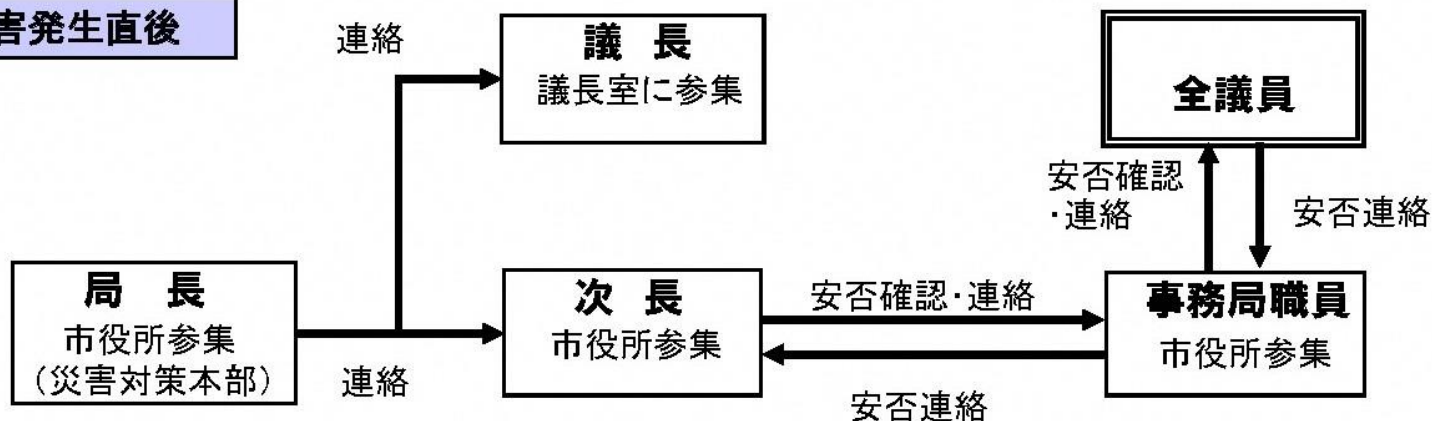 害発生直後
連絡
議 長
議長室に参集
全議員
安否確認
・連絡
安否連絡
局 長
市役所参集
(災害対策本部)
連絡
次 長
市役所参集
安否確認・連絡
安否連絡
事務局職員
市役所参集